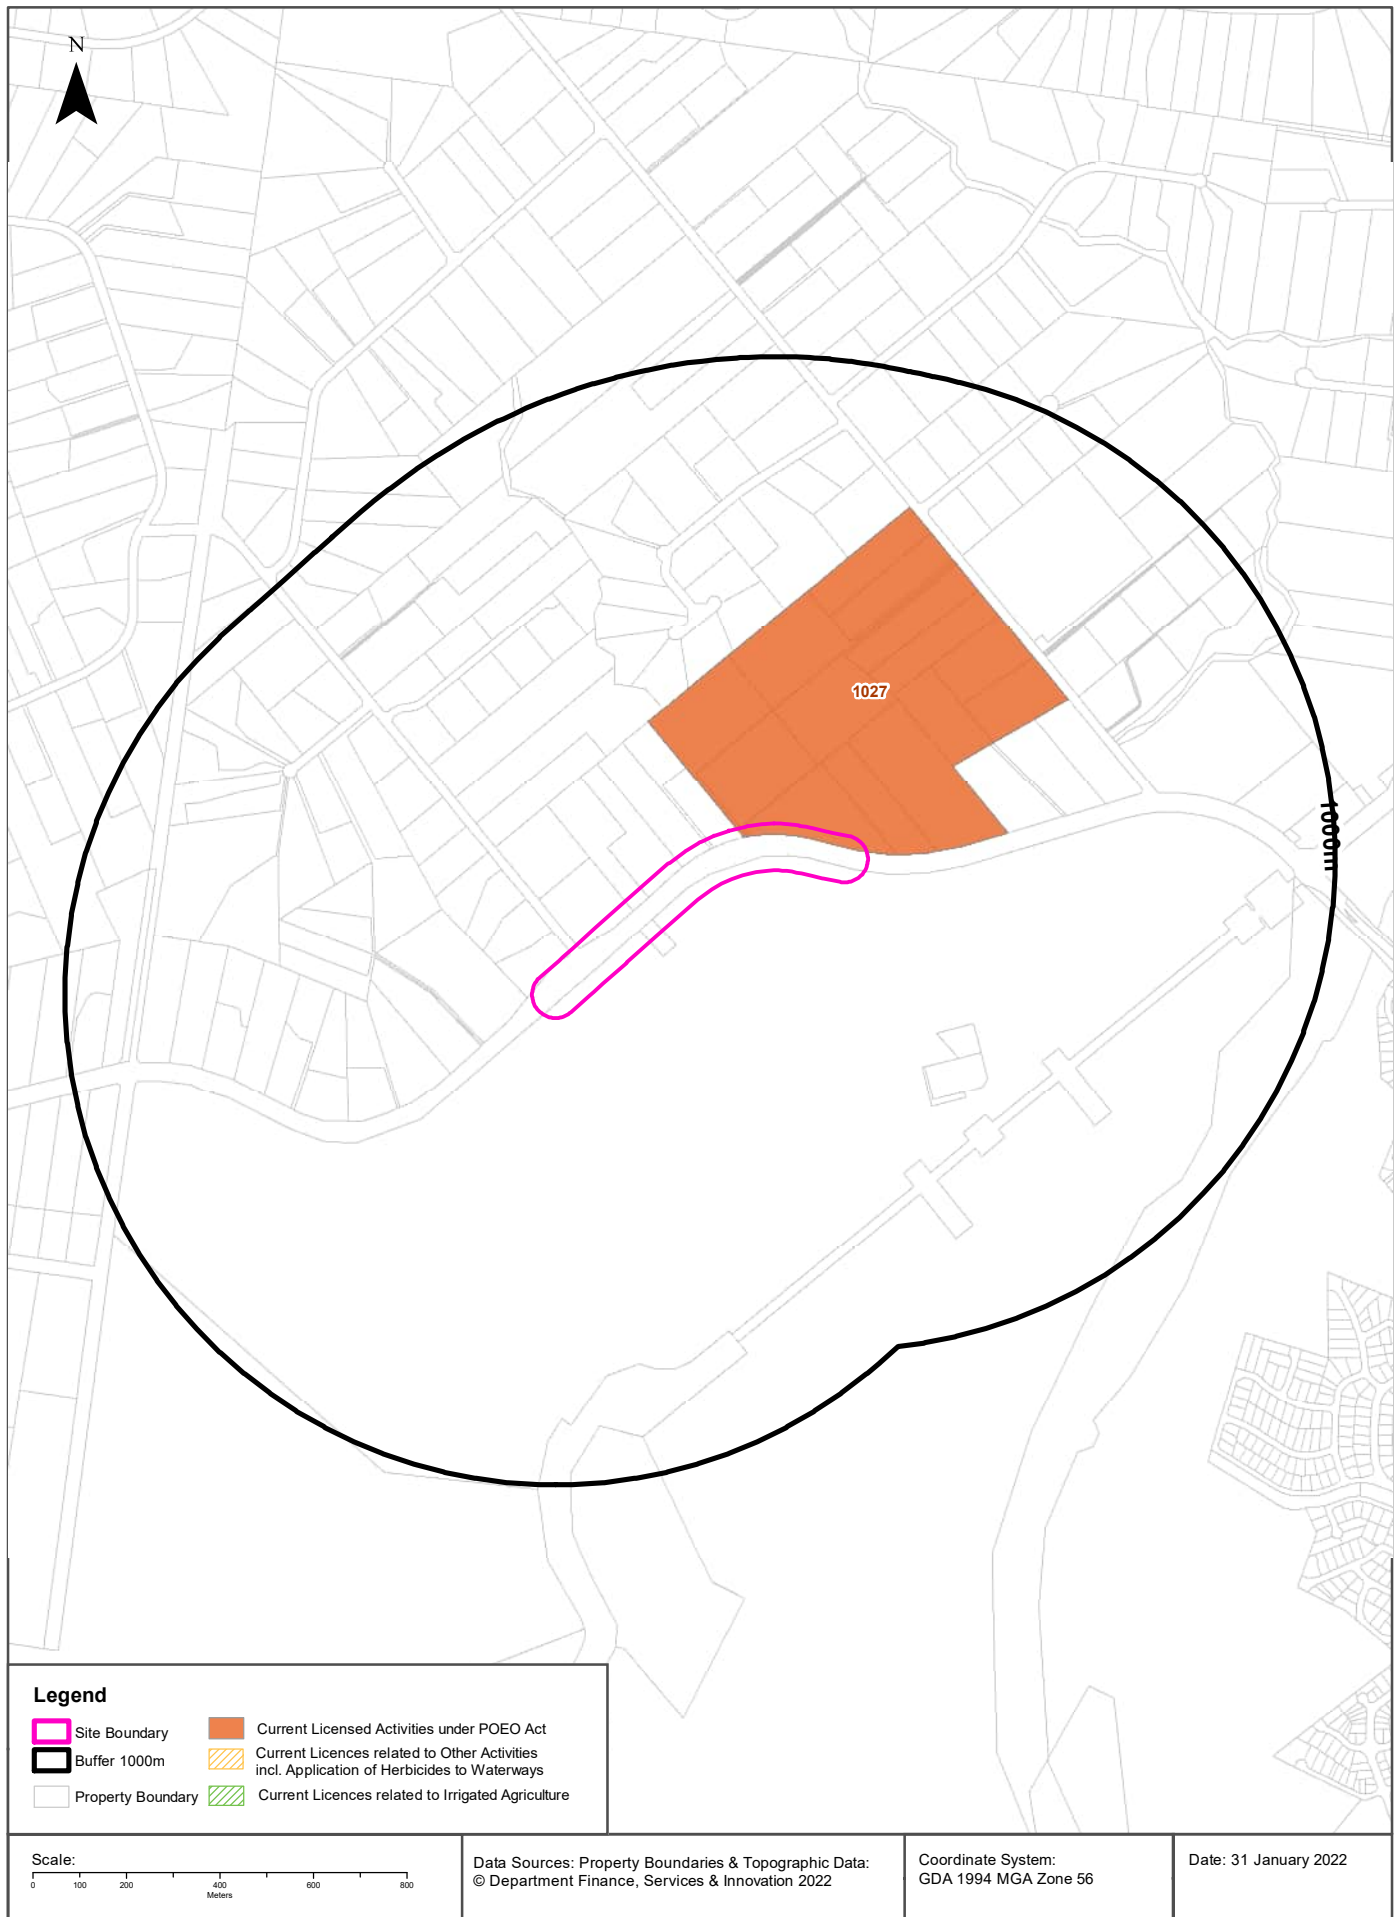 N
1027
1000m
Legend
Site Boundary
Buffer 1000m
Property Boundary
Current Licensed Activities under POEO Act
Current Licences related to Other Activities
incl. Application of Herbicides to Waterways
Current Licences related to Irrigated Agriculture
Scale:
0 100 200 400 600 800
Meters
Data Sources: Property Boundaries & Topographic Data:
© Department Finance, Services & Innovation 2022
Coordinate System:
GDA 1994 MGA Zone 56
Date: 31 January 2022